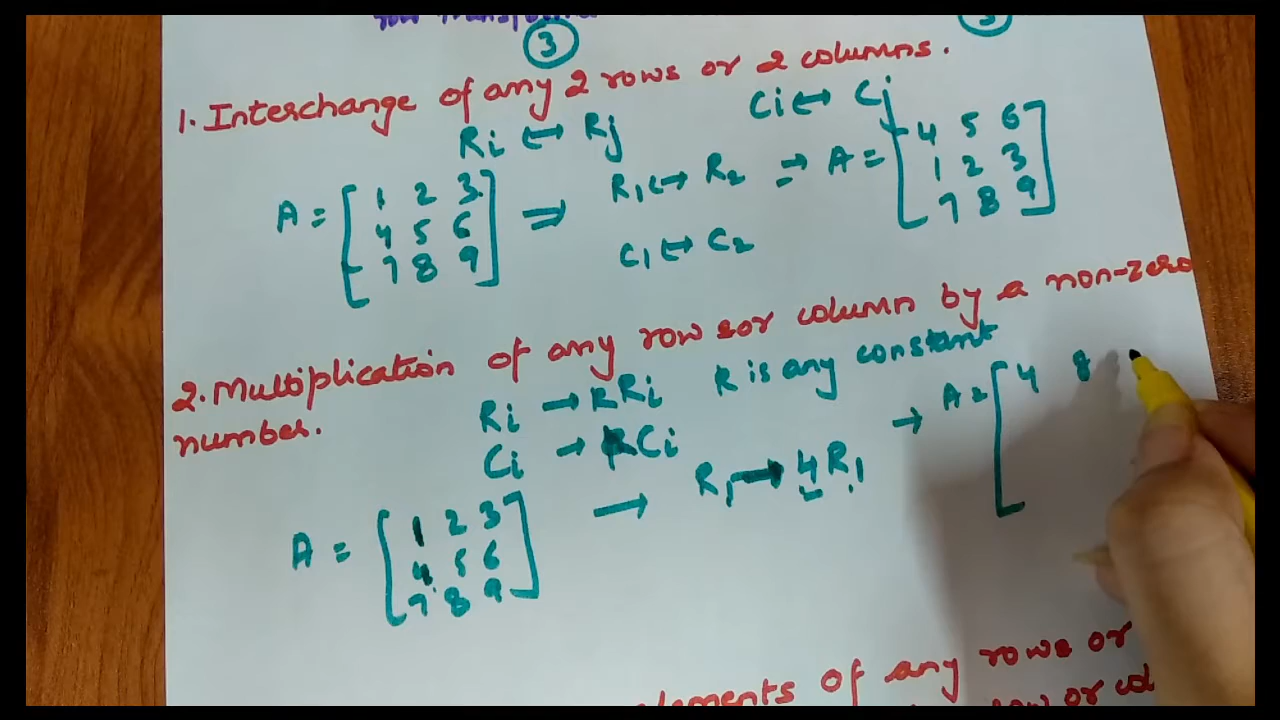 3
1. Interchange of any 2 rows or 2 columns.
Ri ↔ Rj Ci ↔ Cj
A = [1 2 3 ⇒ R1 ↔ R2 ⇒ A = [4 5 6
4 5 6 1 2 3
7 8 9] C1 ↔ C2 7 8 9]
2. Multiplication of any row or column by a non-zero
number.
Ri → kRi k is any constant
Ci → kCi
A = [1 2 3 → R1 → 4R1 → A = [4 8
4 5 6
7 8 9]
elements of any rows or
row or col